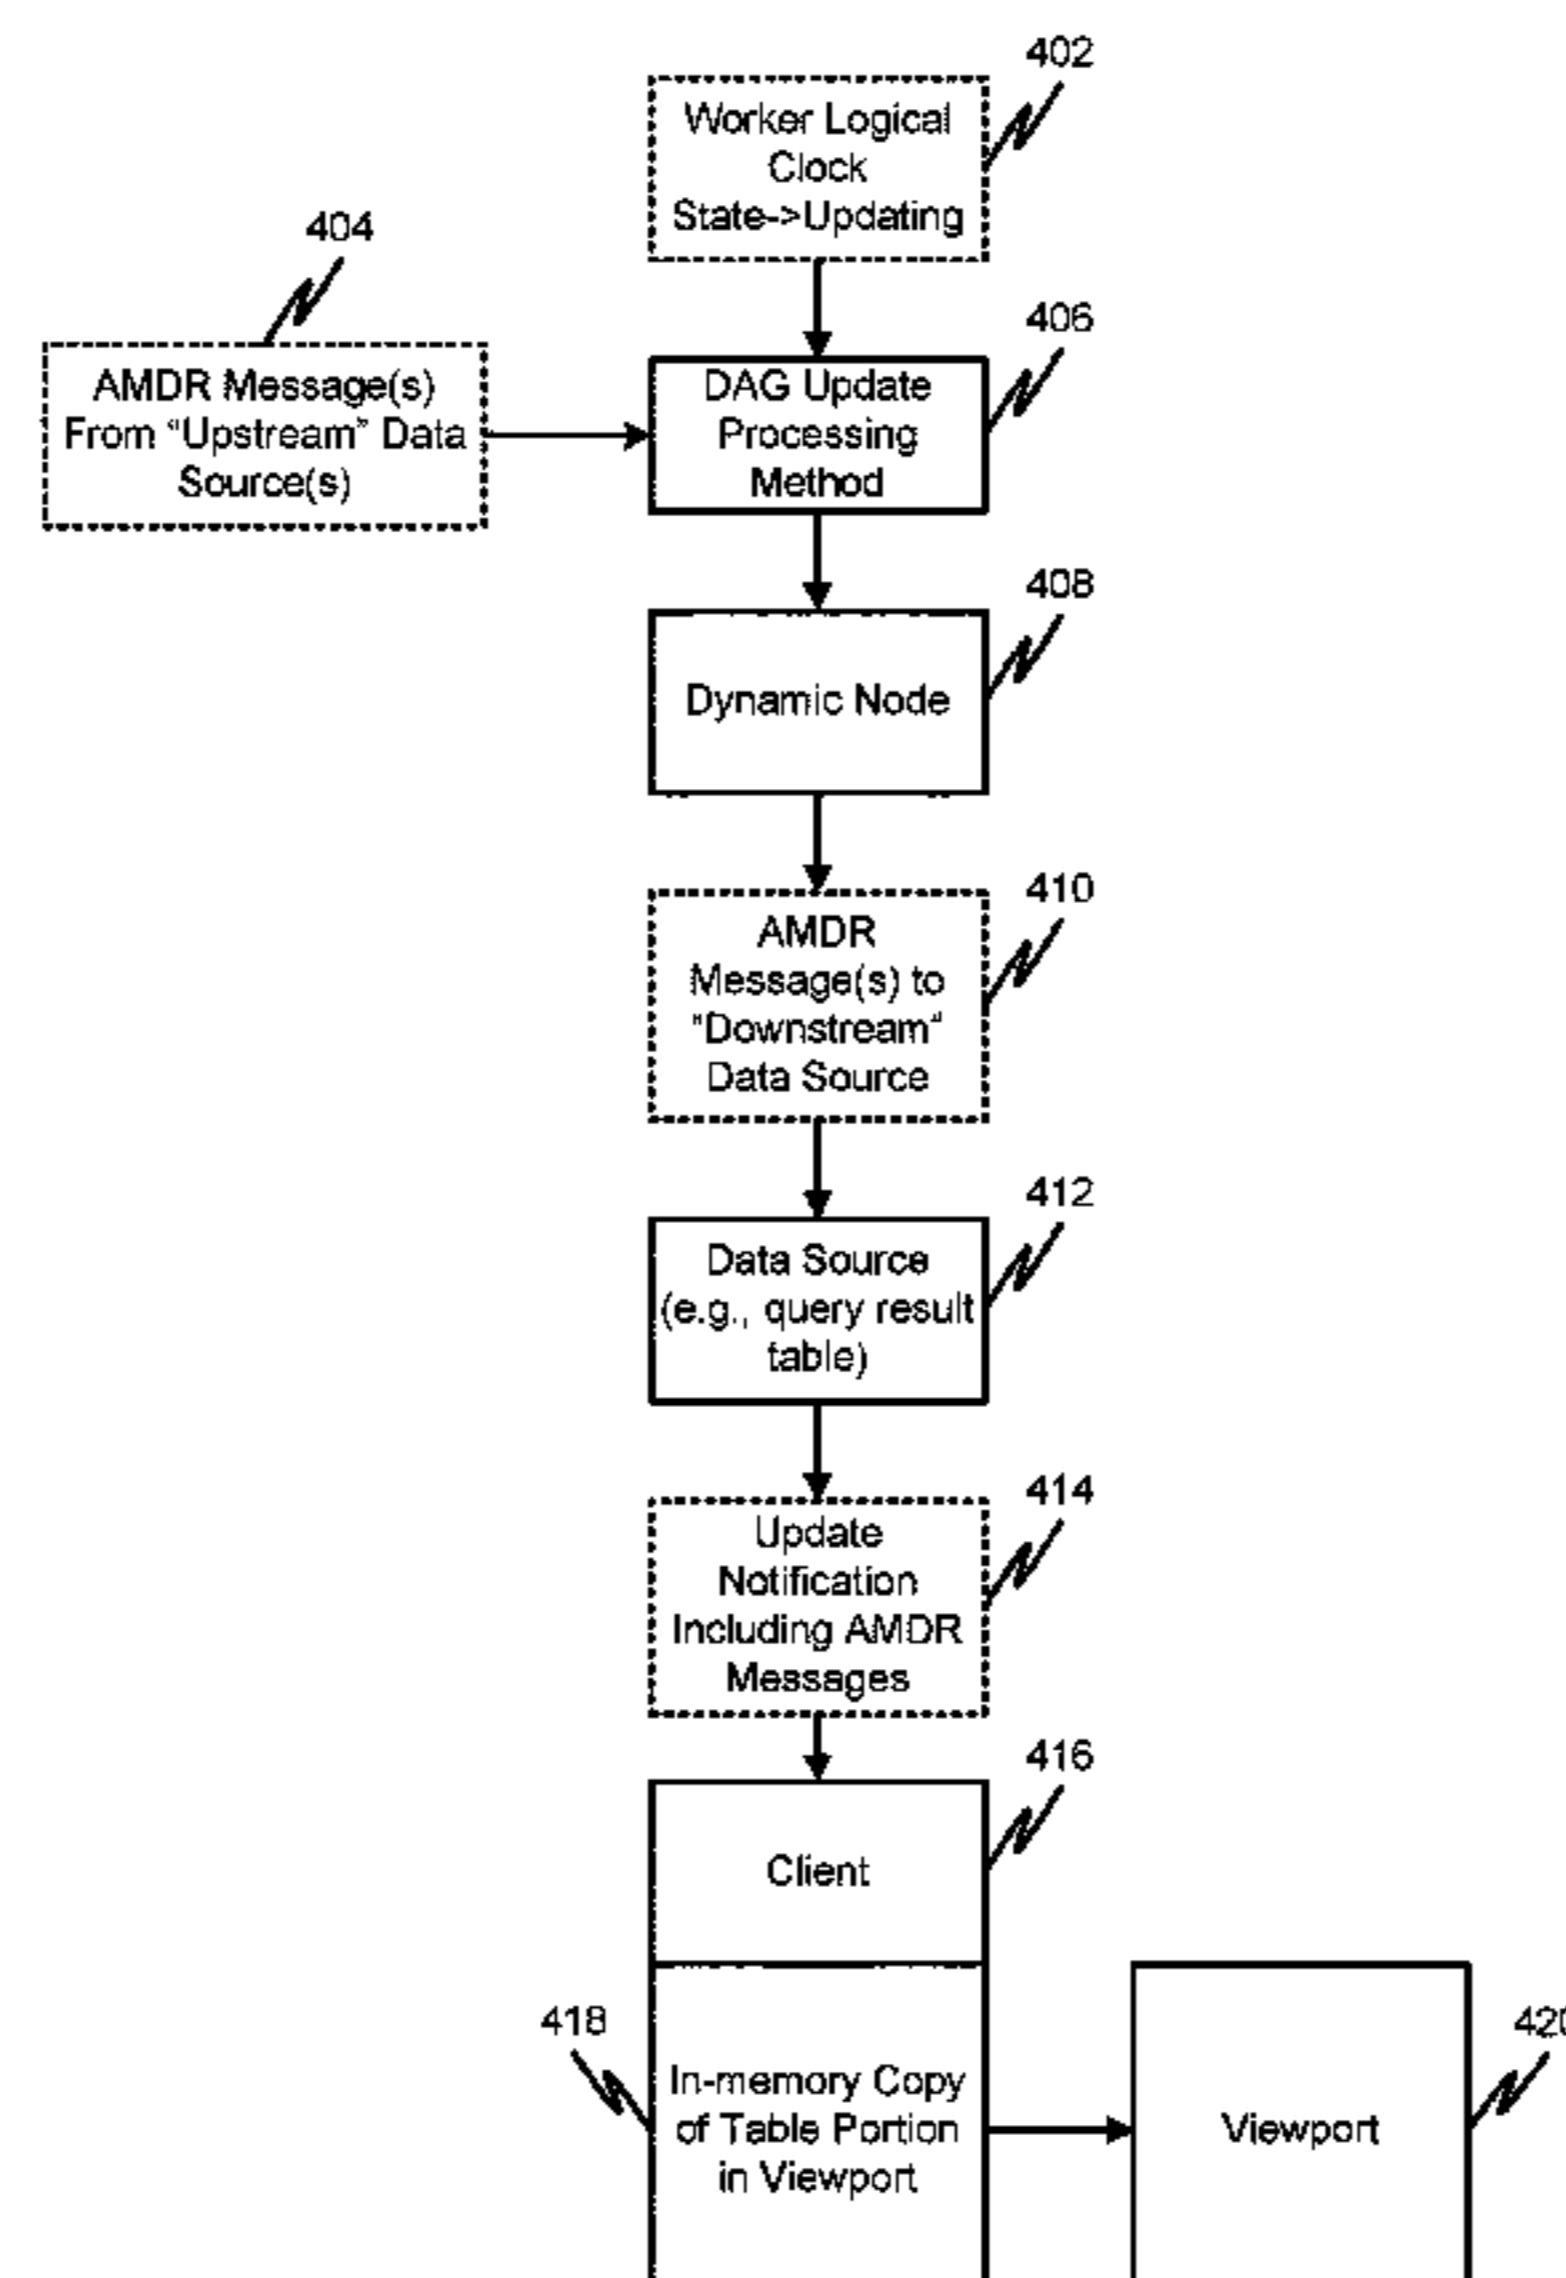 402
Worker Logical
Clock
State->Updating
404
AMDR Message(s)
From “Upstream” Data
Source(s)
406
DAG Update
Processing
Method
408
Dynamic Node
410
AMDR
Message(s) to
“Downstream”
Data Source
412
Data Source
(e.g., query result
table)
414
Update
Notification
Including AMDR
Messages
416
Client
418
In-memory Copy
of Table Portion
in Viewport
420
Viewport